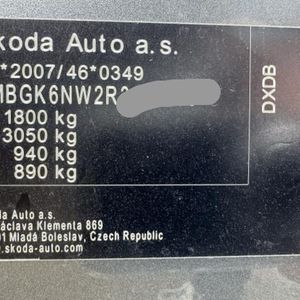 koda Auto a.s.
*2007/46*0349
MBGK6NW2R
1800 kg
3050 kg
940 kg
890 kg
DXDB
da Auto a.s.
áclava Klementa 869
01 Mladá Boleslav, Czech Republic
.skoda-auto.com